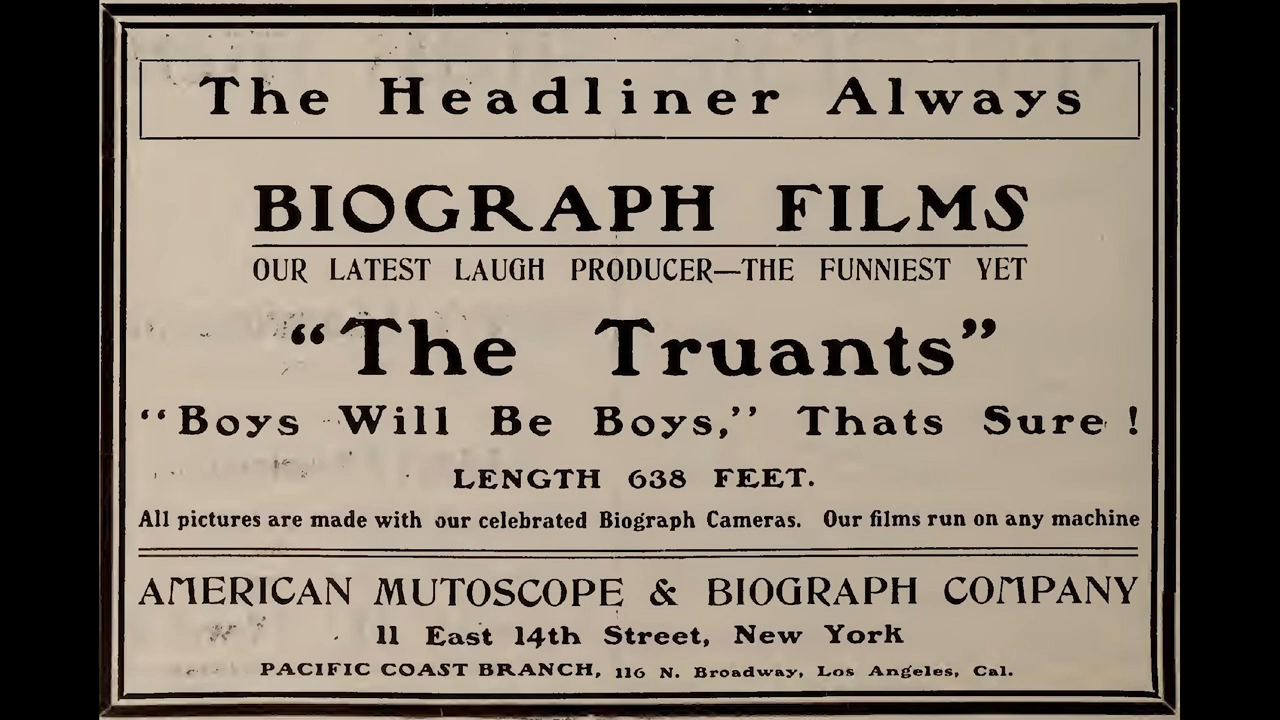 The Headliner Always
BIOGRAPH FILMS
OUR LATEST LAUGH PRODUCER—THE FUNNIEST YET
“The Truants”
“Boys Will Be Boys,” Thats Sure !
LENGTH 638 FEET.
All pictures are made with our celebrated Biograph Cameras. Our films run on any machine
AMERICAN MUTOSCOPE & BIOGRAPH COMPANY
11 East 14th Street, New York
PACIFIC COAST BRANCH, 116 N. Broadway, Los Angeles, Cal.